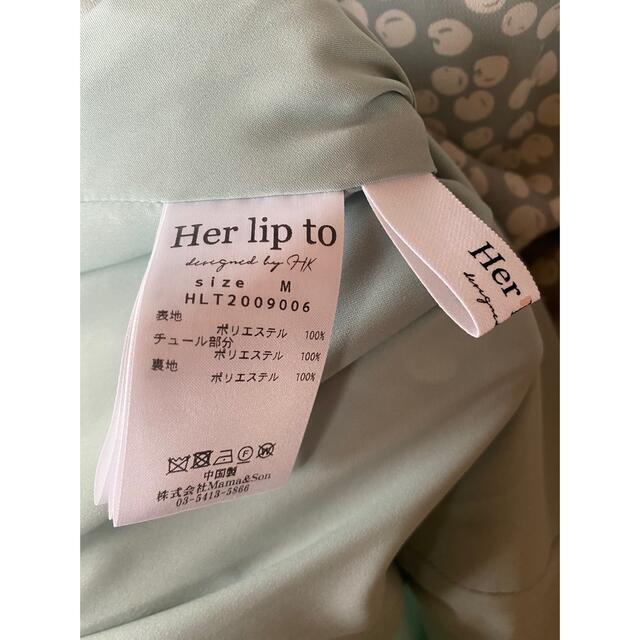 Her lip to
designed by HK
size M
HLT2009006
表地
ポリエステル 100%
チュール部分
ポリエステル 100%
裏地
ポリエステル 100%
中国製
株式会社Mama&Son
03-5413-5866
Her
designed